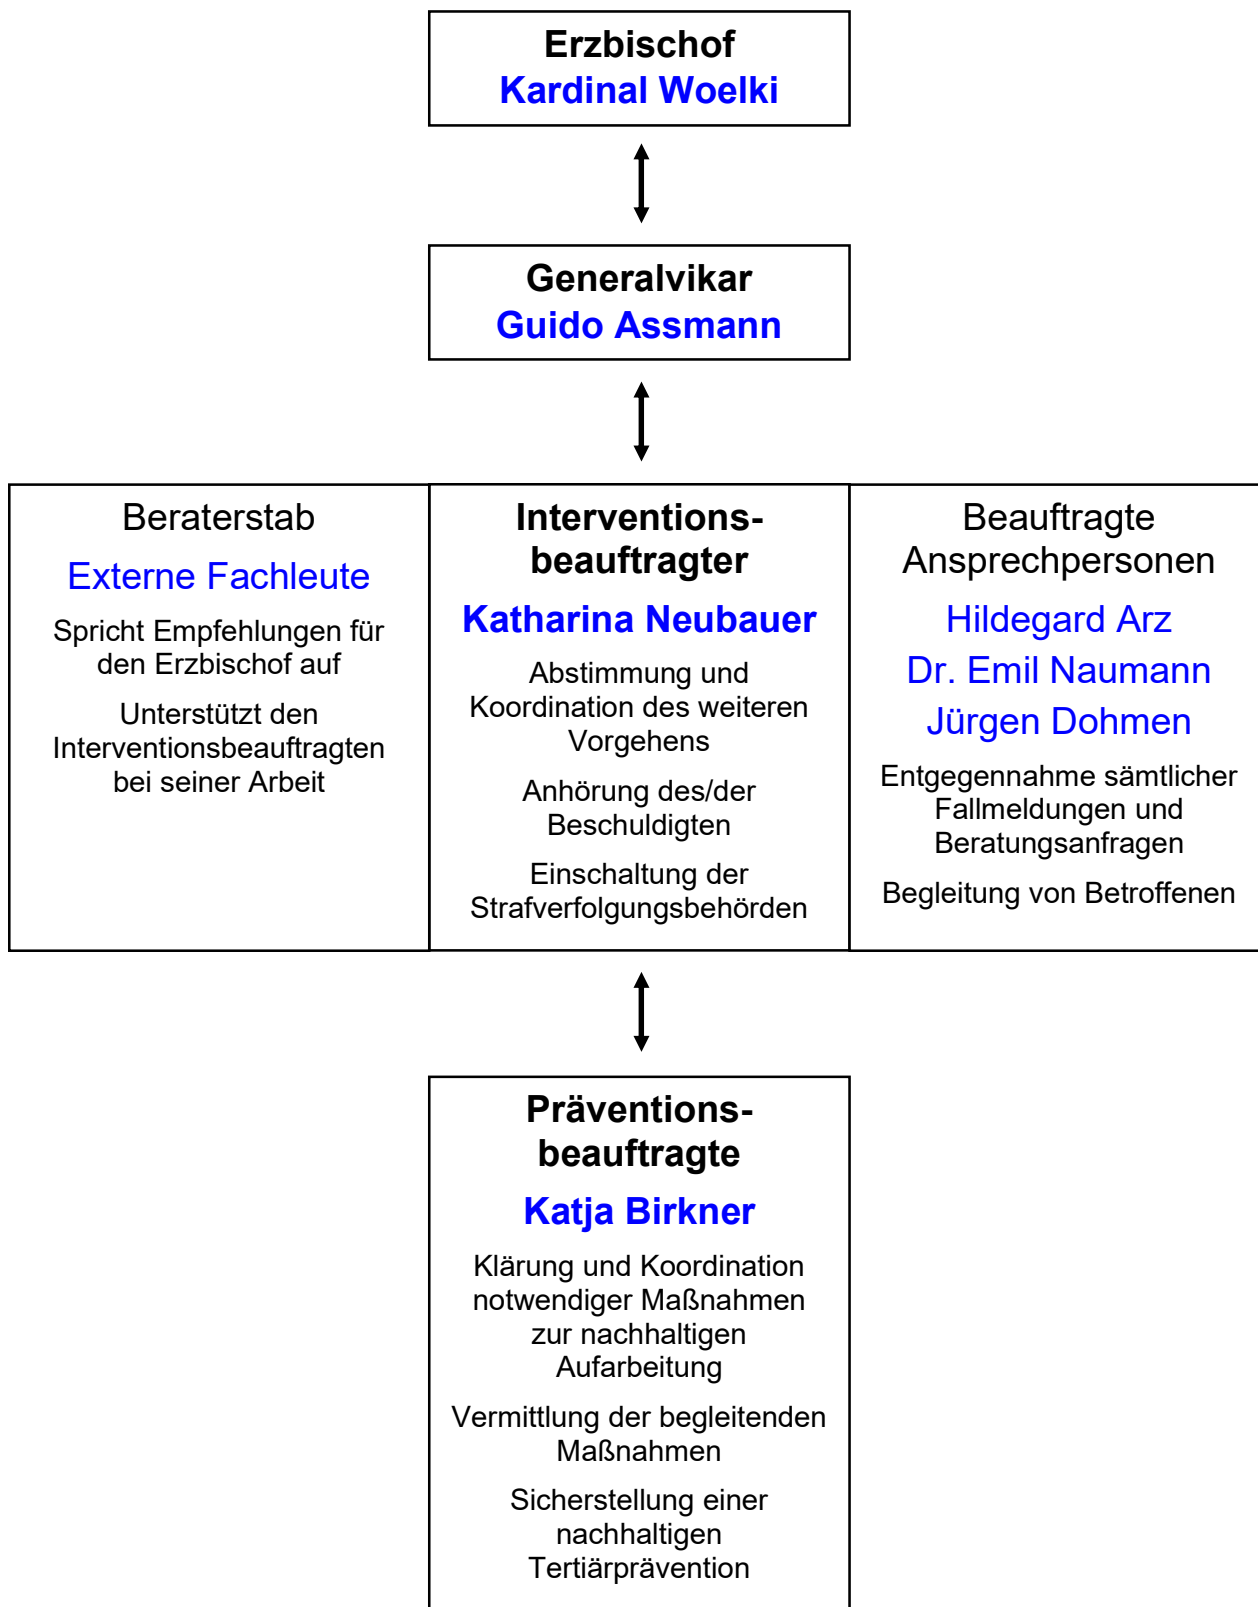 Erzbischof
Kardinal Woelki
Generalvikar
Guido Assmann
Beraterstab
Externe Fachleute
Spricht Empfehlungen für
den Erzbischof auf
Unterstützt den
Interventionsbeauftragten
bei seiner Arbeit
Interventions-
beauftragter
Katharina Neubauer
Abstimmung und
Koordination des weiteren
Vorgehens
Anhörung des/der
Beschuldigten
Einschaltung der
Strafverfolgungsbehörden
Beauftragte
Ansprechpersonen
Hildegard Arz
Dr. Emil Naumann
Jürgen Dohmen
Entgegennahme sämtlicher
Fallmeldungen und
Beratungsanfragen
Begleitung von Betroffenen
Präventions-
beauftragte
Katja Birkner
Klärung und Koordination
notwendiger Maßnahmen
zur nachhaltigen
Aufarbeitung
Vermittlung der begleitenden
Maßnahmen
Sicherstellung einer
nachhaltigen
Tertiärprävention